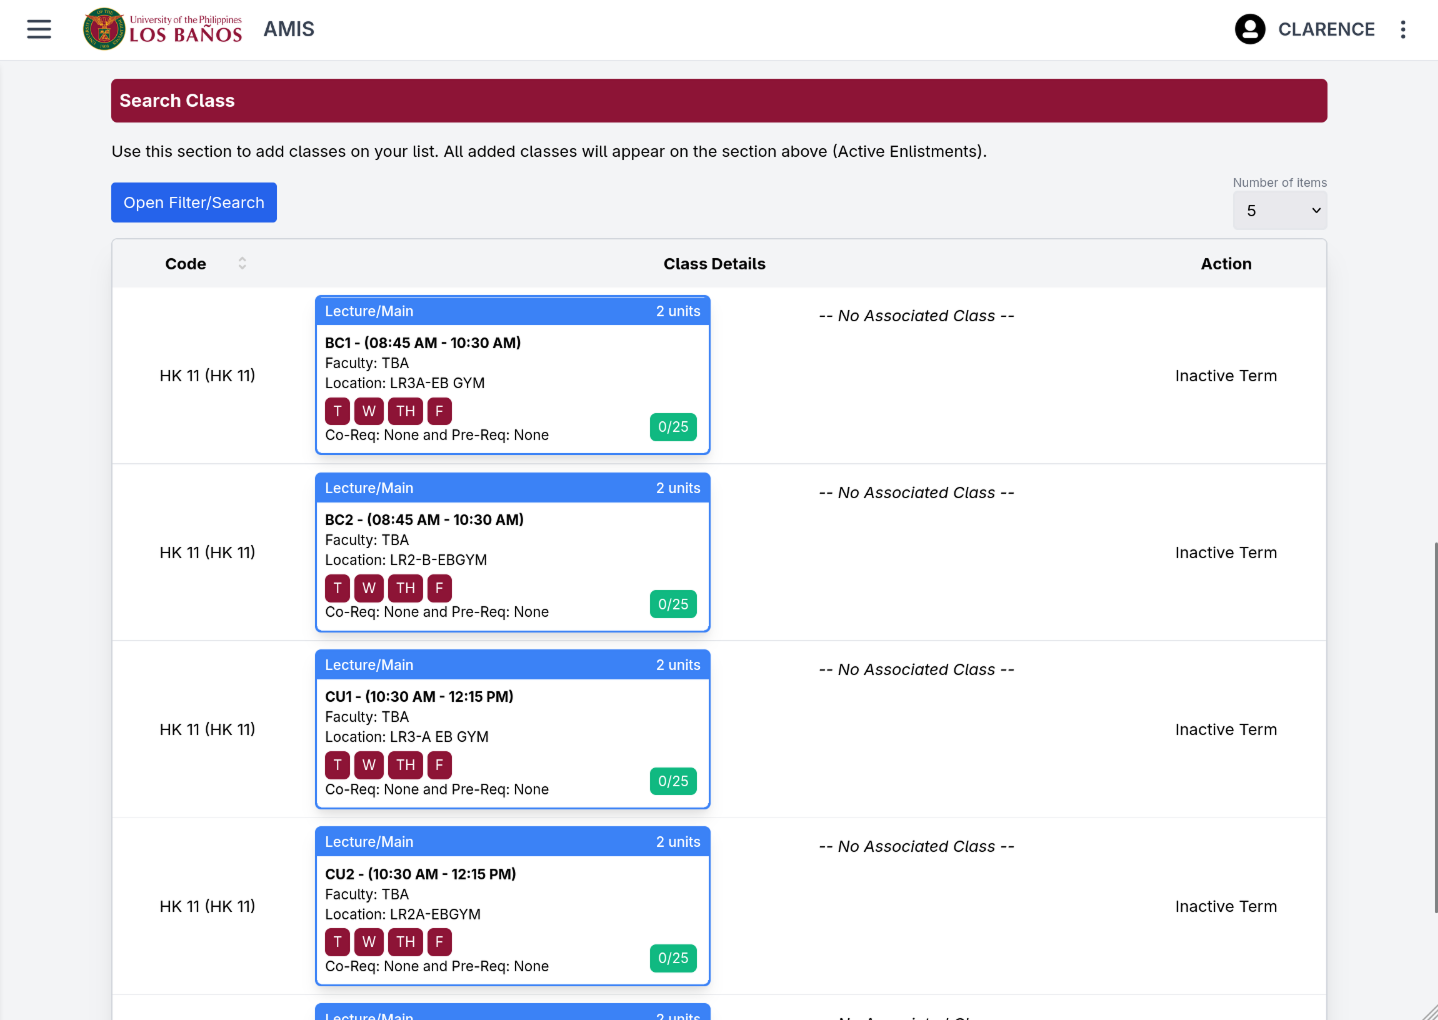 University of the Philippines
LOS BAÑOS
AMIS
CLARENCE
Search Class
Use this section to add classes on your list. All added classes will appear on the section above (Active Enlistments).
Open Filter/Search
Number of items
5
Code
Class Details
Action
HK 11 (HK 11)
Lecture/Main 2 units
BC1 - (08:45 AM - 10:30 AM)
Faculty: TBA
Location: LR3A-EB GYM
T W TH F
0/25
Co-Req: None and Pre-Req: None
-- No Associated Class --
Inactive Term
HK 11 (HK 11)
Lecture/Main 2 units
BC2 - (08:45 AM - 10:30 AM)
Faculty: TBA
Location: LR2-B-EBGYM
T W TH F
0/25
Co-Req: None and Pre-Req: None
-- No Associated Class --
Inactive Term
HK 11 (HK 11)
Lecture/Main 2 units
CU1 - (10:30 AM - 12:15 PM)
Faculty: TBA
Location: LR3-A EB GYM
T W TH F
0/25
Co-Req: None and Pre-Req: None
-- No Associated Class --
Inactive Term
HK 11 (HK 11)
Lecture/Main 2 units
CU2 - (10:30 AM - 12:15 PM)
Faculty: TBA
Location: LR2A-EBGYM
T W TH F
0/25
Co-Req: None and Pre-Req: None
-- No Associated Class --
Inactive Term
Lecture/Main 2 units